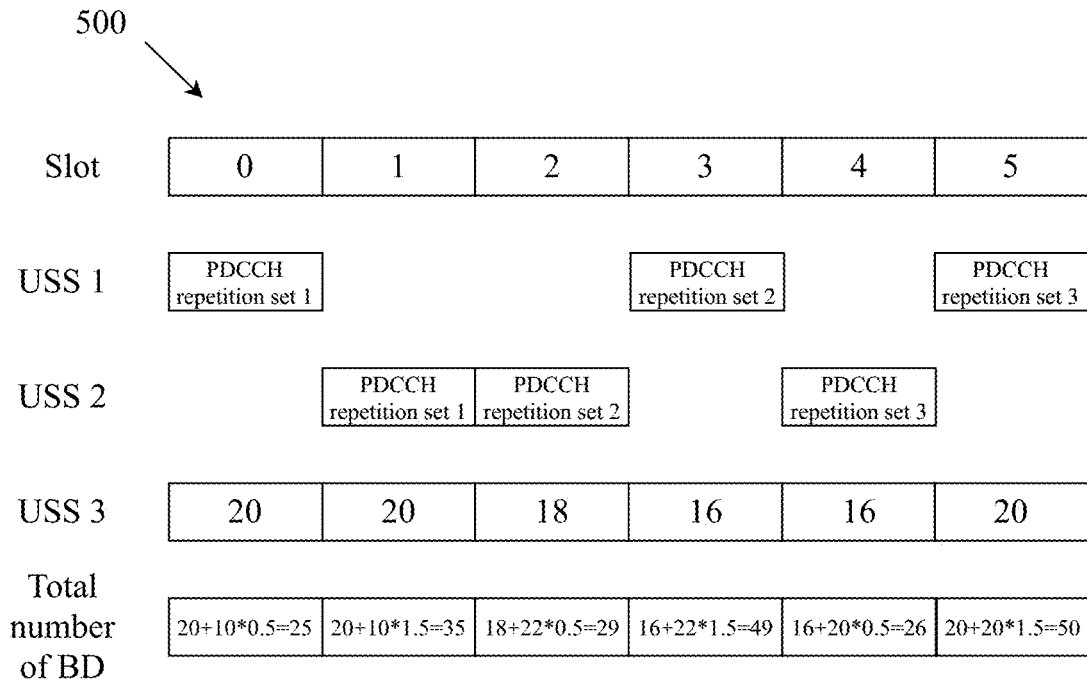 500
Slot 0 1 2 3 4 5
USS 1
PDCCH
repetition set 1
PDCCH
repetition set 2
PDCCH
repetition set 3
USS 2
PDCCH
repetition set 1
PDCCH
repetition set 2
PDCCH
repetition set 3
USS 3 20 20 18 16 16 20
Total
number
of BD
20+10*0.5=25 20+10*1.5=35 18+22*0.5=29 16+22*1.5=49 16+20*0.5=26 20+20*1.5=50